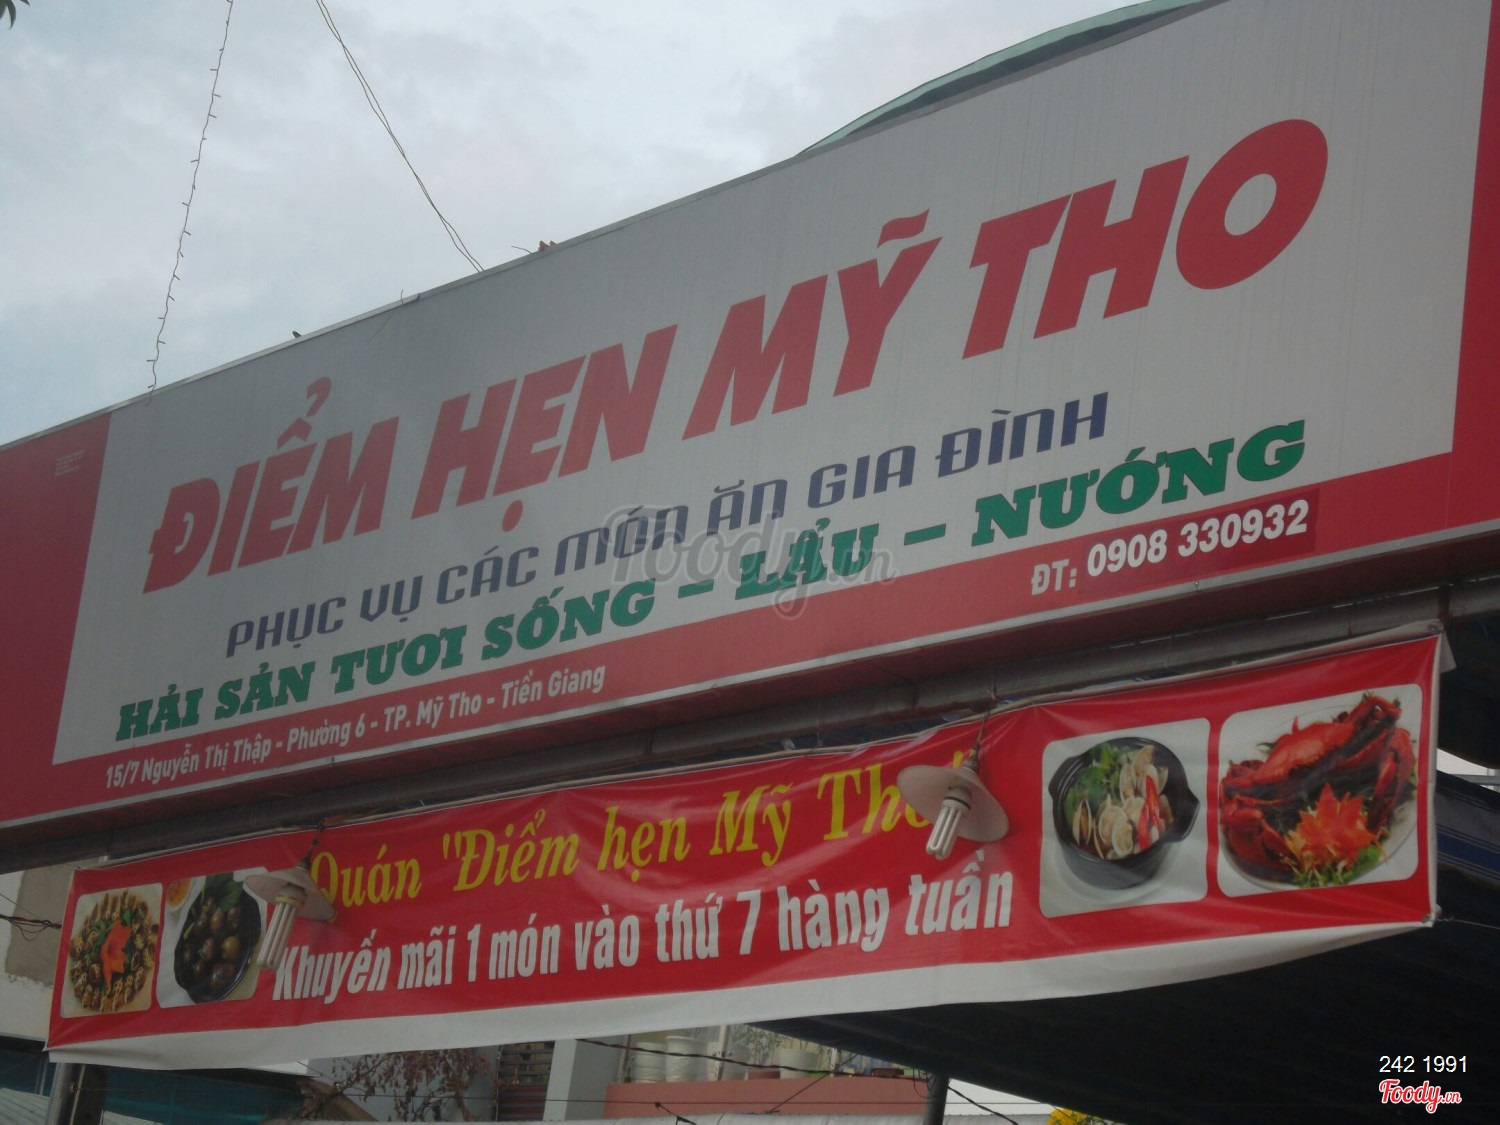 ĐIỂM HẸN MỸ THO
PHỤC VỤ CÁC MÓN ĂN GIA ĐÌNH
HẢI SẢN TƯƠI SỐNG - LẨU - NƯỚNG
ĐT: 0908 330932
15/7 Nguyễn Thị Thập - Phường 6 - TP. Mỹ Tho - Tiền Giang
Foody.vn
Quán "Điểm hẹn Mỹ Tho"
Khuyến mãi 1 món vào thứ 7 hàng tuần
242 1991
Foody.vn